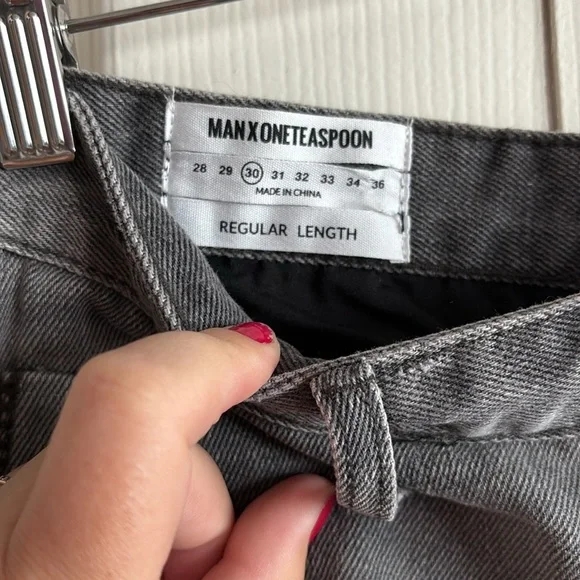 MANXONETEASPOON
28 29 30 31 32 33 34 36
MADE IN CHINA
REGULAR LENGTH